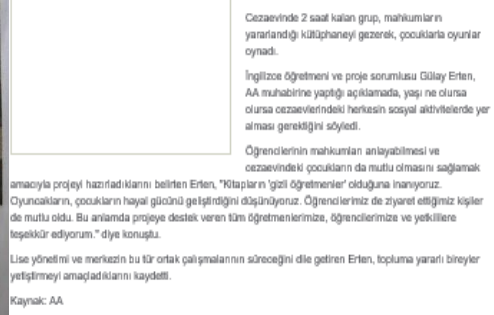 Cezaevinde 2 saat kalan grup, mahkumların
yararlandığı kütüphaneyi gezerek, çocuklarla oyunlar
oynadı.
İngilizce öğretmeni ve proje sorumlusu Gülay Erten,
AA muhabirine yaptığı açıklamada, yaşı ne olursa
olursa cezaevlerindeki herkesin sosyal aktivitelerde yer
alması gerektiğini söyledi.
Öğrencilerinin mahkumları anlayabilmesi ve
cezaevindeki çocukların da mutlu olmasını sağlamak
amacıyla projeyi hazırladıklarını belirten Erten, "Kitapların 'gizli öğretmenler' olduğuna inanıyoruz.
Oyuncakların, çocukların hayal gücünü geliştirdiğini düşünüyoruz. Öğrencilerimiz de ziyaret ettiğimiz kişiler
de mutlu oldu. Bu anlamda projeye destek veren tüm öğretmenlerimize, öğrencilerimize ve yetkililere
teşekkür ediyorum." diye konuştu.
Lise yönetimi ve merkezin bu tür ortak çalışmalarının süreceğini dile getiren Erten, topluma yararlı bireyler
yetiştirmeyi amaçladıklarını kaydetti.
Kaynak: AA